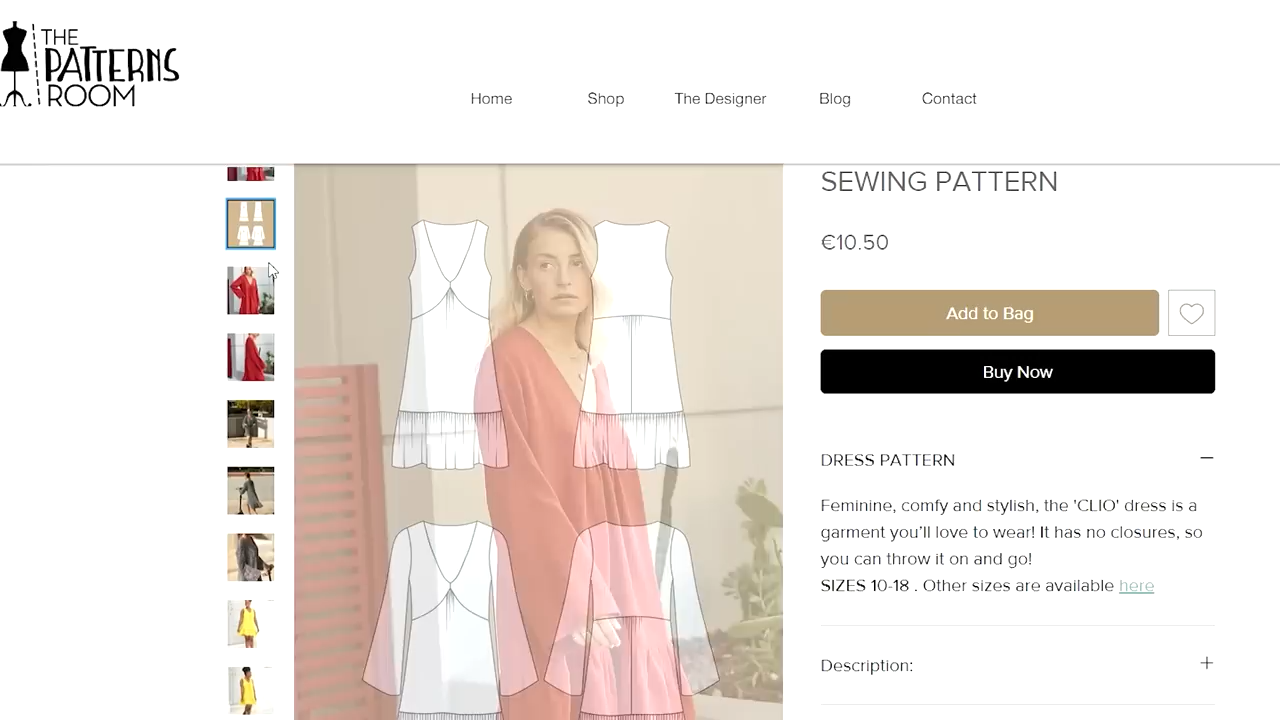 THE
PATTERNS
ROOM
Home
Shop
The Designer
Blog
Contact
SEWING PATTERN
€10.50
Add to Bag
Buy Now
DRESS PATTERN
Feminine, comfy and stylish, the 'CLIO' dress is a
garment you’ll love to wear! It has no closures, so
you can throw it on and go!
SIZES 10-18 . Other sizes are available here
Description: